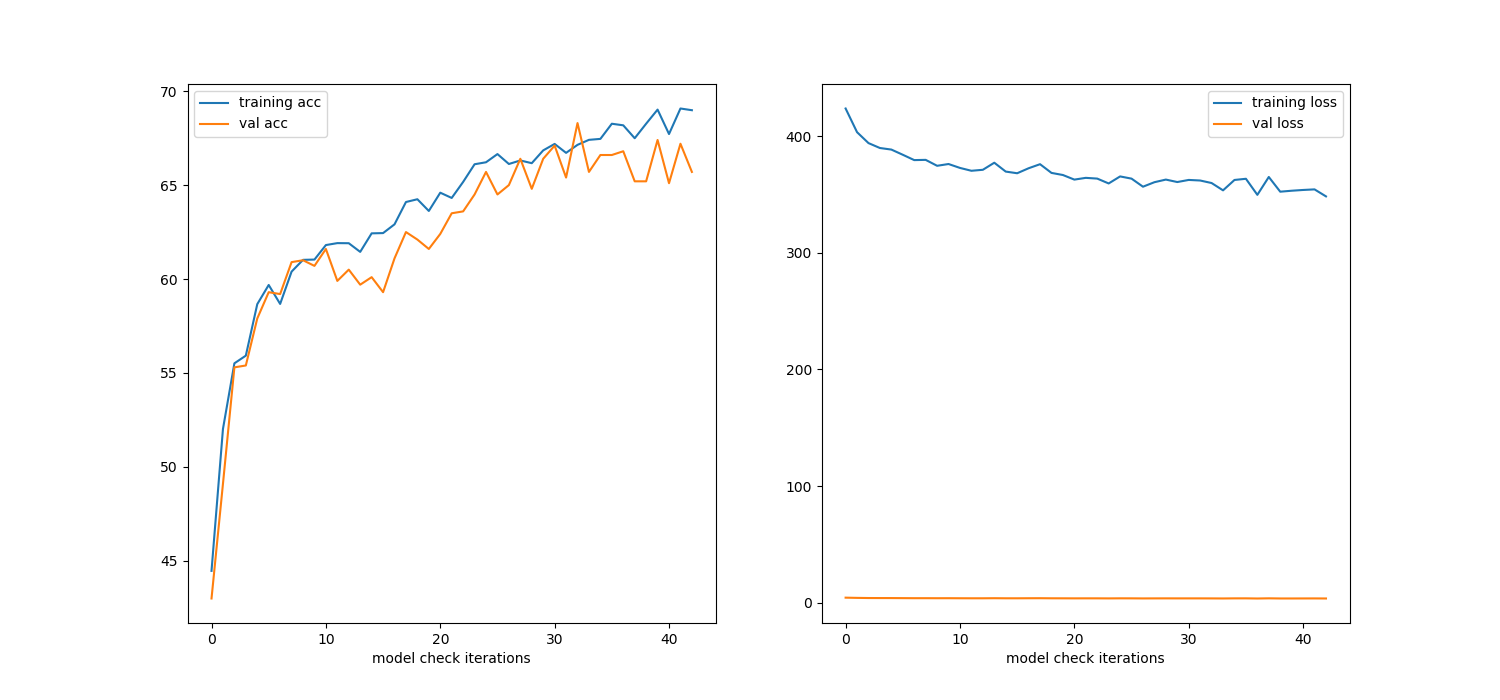 training acc
val acc
70
65
60
55
50
45
0 10 20 30 40
model check iterations
training loss
val loss
400
300
200
100
0
0 10 20 30 40
model check iterations